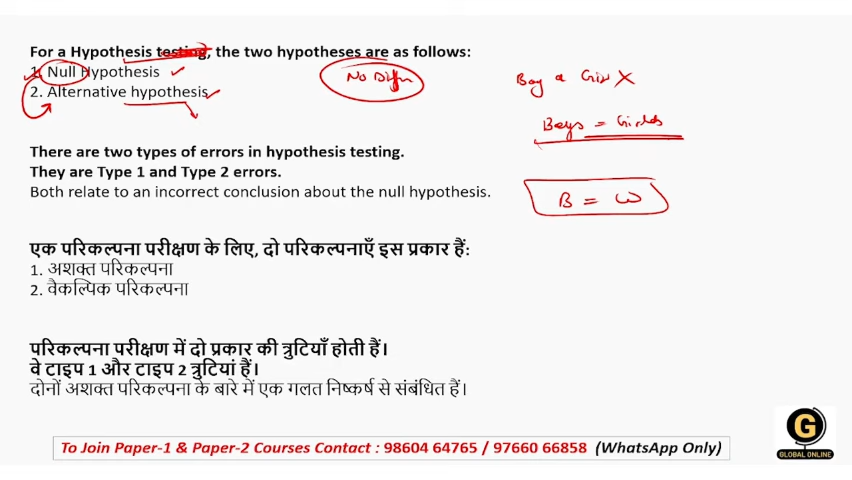 For a Hypothesis testing, the two hypotheses are as follows:
1. Null Hypothesis
2. Alternative hypothesis
No
Boys = Girls
B = W
There are two types of errors in hypothesis testing.
They are Type 1 and Type 2 errors.
Both relate to an incorrect conclusion about the null hypothesis.
एक परिकल्पना परीक्षण के लिए, दो परिकल्पनाएँ इस प्रकार हैं:
1. अशक्त परिकल्पना
2. वैकल्पिक परिकल्पना
परिकल्पना परीक्षण में दो प्रकार की त्रुटियाँ होती हैं।
वे टाइप 1 और टाइप 2 त्रुटियां हैं।
दोनों अशक्त परिकल्पना के बारे में एक गलत निष्कर्ष से संबंधित हैं।
To Join Paper-1 & Paper-2 Courses Contact : 98604 64765 / 97660 66858 (WhatsApp Only)
G
GLOBAL ONLINE